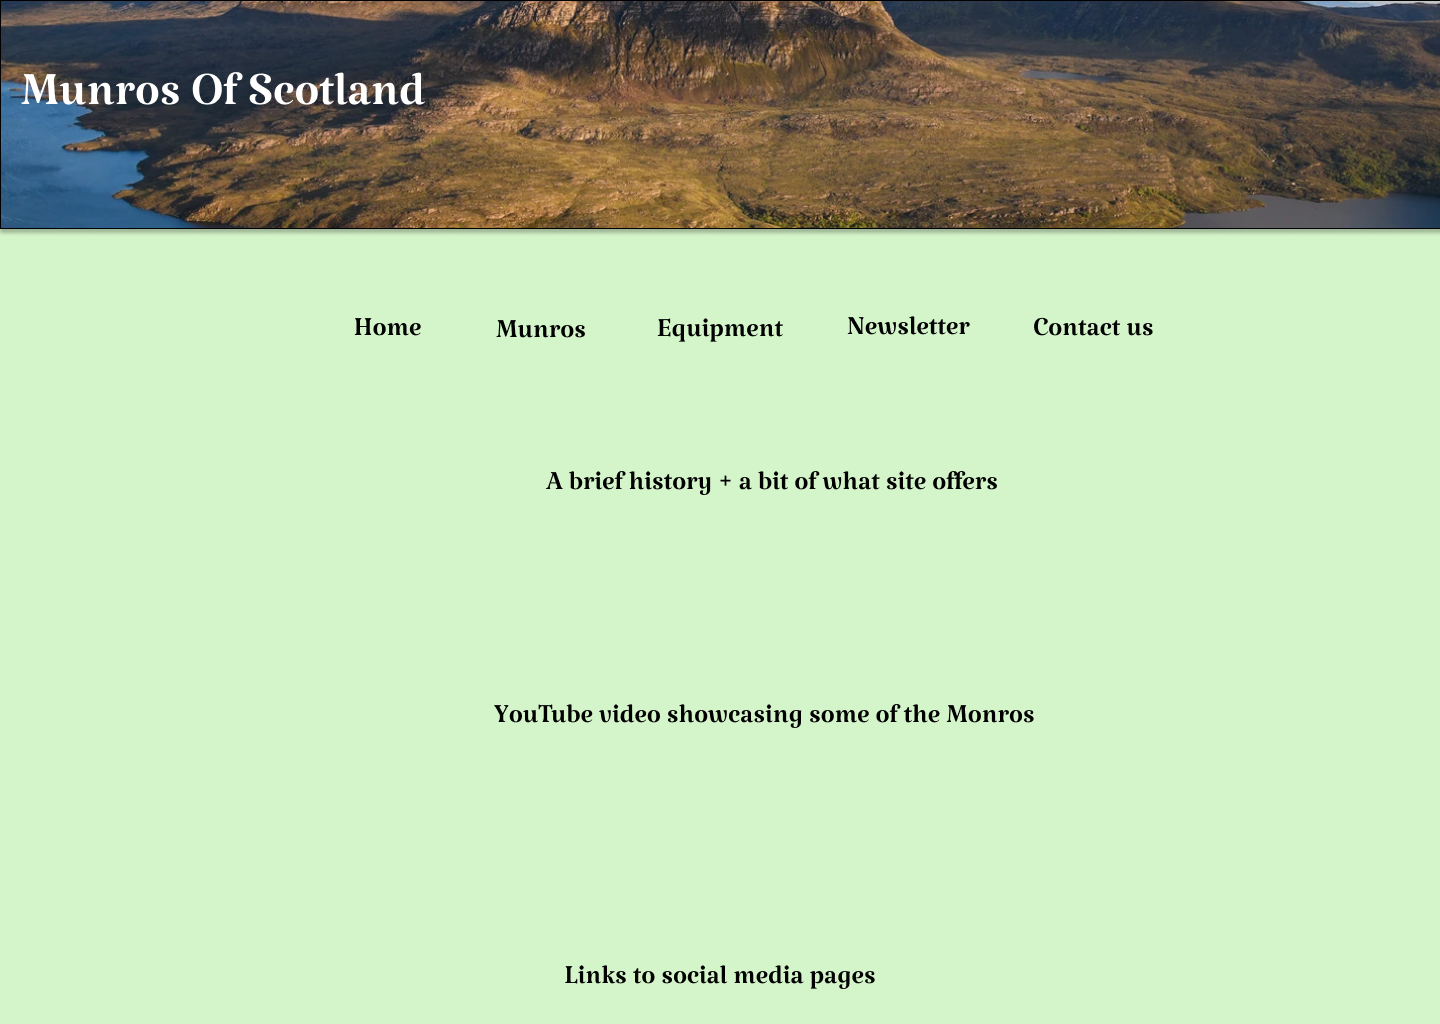 Munros Of Scotland
Home Munros Equipment Newsletter Contact us
A brief history + a bit of what site offers
YouTube video showcasing some of the Monros
Links to social media pages